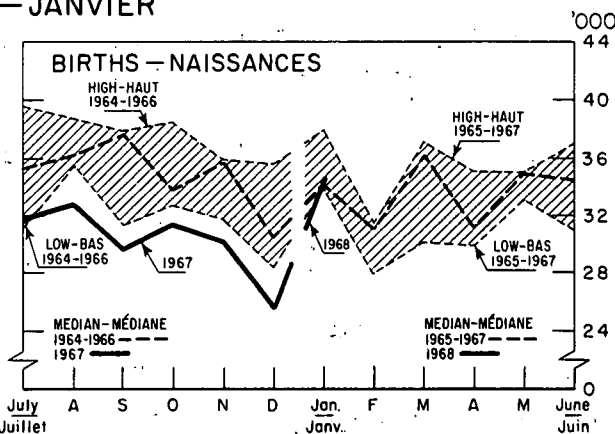 —JANVIER
'000
BIRTHS — NAISSANCES
HIGH-HAUT
1964-1966
HIGH-HAUT
1965-1967
LOW-BAS
1964-1966
1967
1968
LOW-BAS
1965-1967
MEDIAN-MÉDIANE
1964-1966
1967
MEDIAN-MÉDIANE
1965-1967
1968
44
40
36
32
28
24
0
July A S O N D Jan. F M A M June
Juillet Janv. Juin